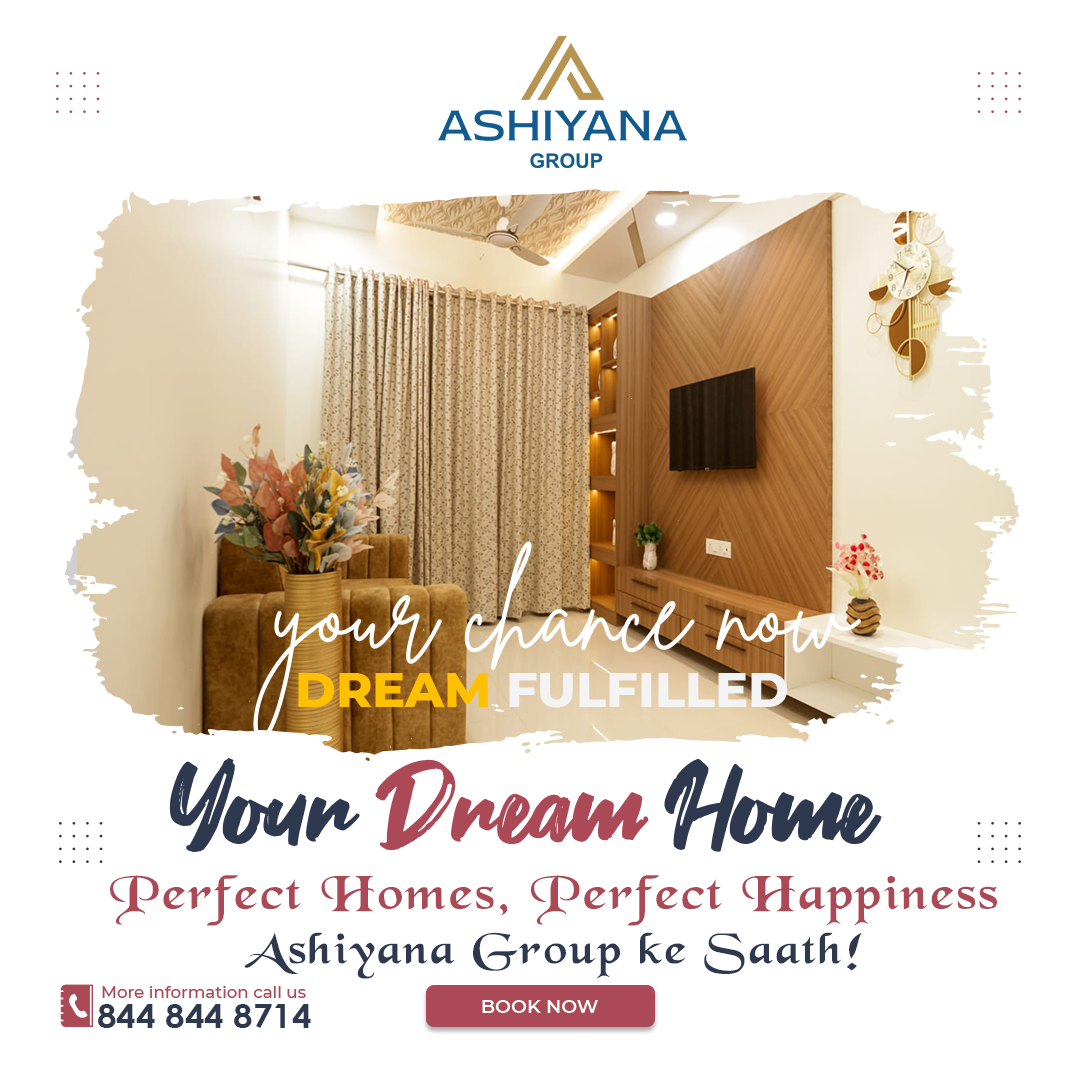 ASHIYANA
GROUP
your chance now
DREAM FULFILLED
Your Dream Home
Perfect Homes, Perfect Happiness
Ashiyana Group ke Saath!
More information call us
844 844 8714
BOOK NOW